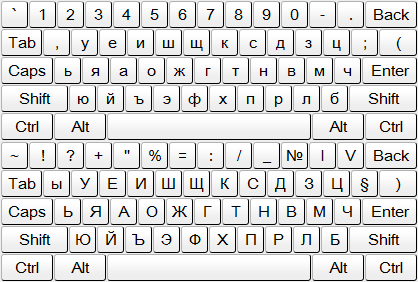 ` 1 2 3 4 5 6 7 8 9 0 - . Back
Tab , у е и ш щ к с д з ц ; (
Caps ь я а о ж г т н в м ч Enter
Shift ю й ъ э ф х п р л б Shift
Ctrl Alt Alt Ctrl
~ ! ? + " % = : / _ № I V Back
Tab ы У Е И Ш Щ К С Д З Ц § )
Caps Ь Я А О Ж Г Т Н В М Ч Enter
Shift Ю Й Ъ Э Ф Х П Р Л Б Shift
Ctrl Alt Alt Ctrl